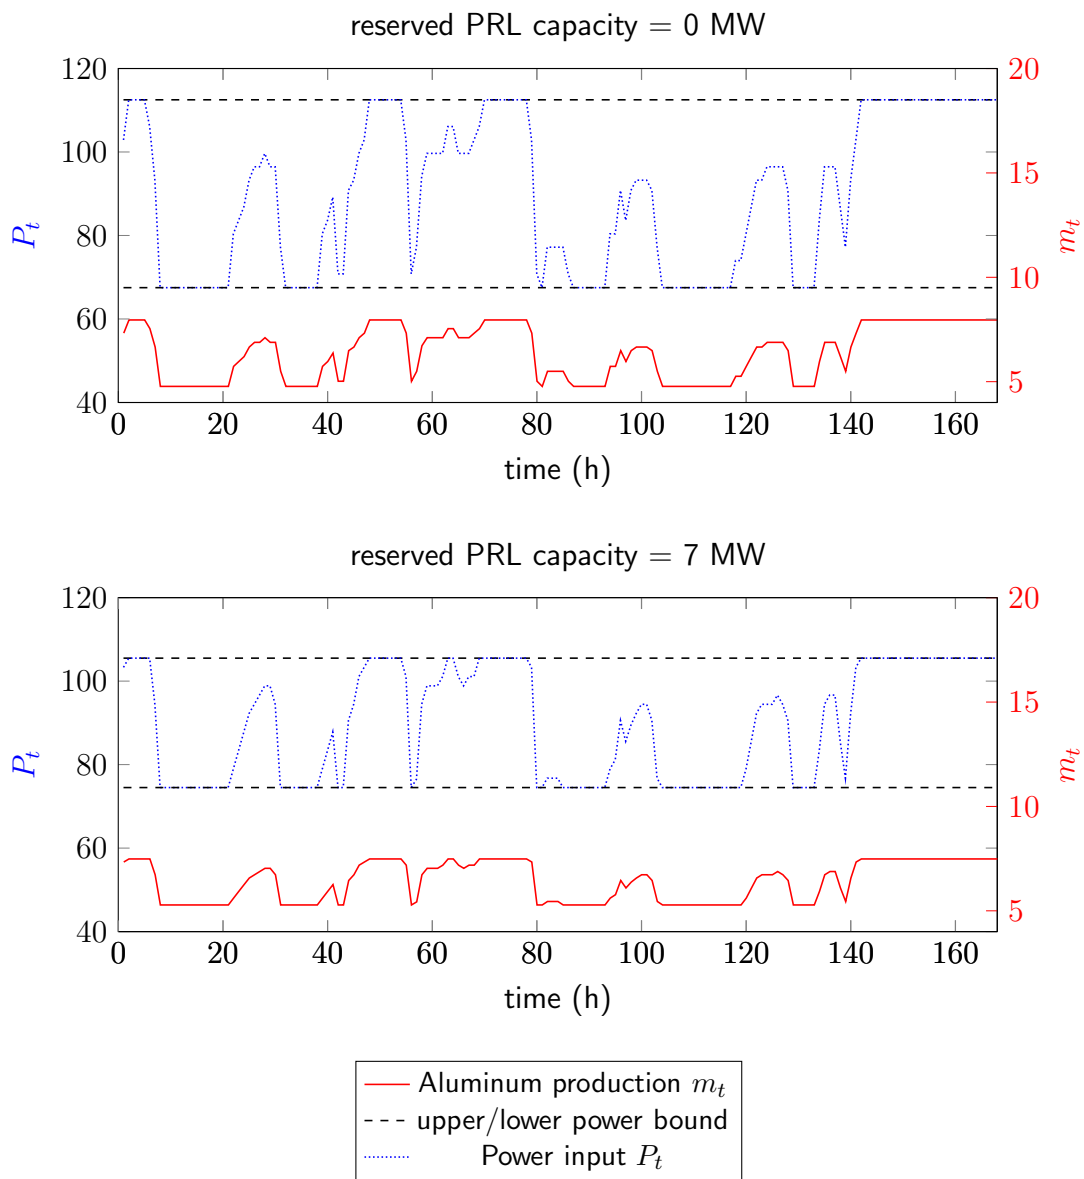 reserved PRL capacity = 0 MW
120
100
80
60
40
20
15
10
5
P_t
m_t
0 20 40 60 80 100 120 140 160
time (h)
reserved PRL capacity = 7 MW
120
100
80
60
40
20
15
10
5
P_t
m_t
0 20 40 60 80 100 120 140 160
time (h)
Aluminum production m_t
upper/lower power bound
Power input P_t